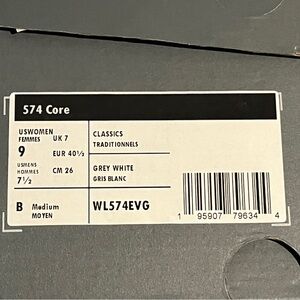 574 Core
USWOMEN
FEMMES
9
UK 7
EUR 40½
CM 26
USMENS
HOMMES
7½
CLASSICS
TRADITIONNELS
GREY WHITE
GRIS BLANC
B Medium
MOYEN
WL574EVG
1 95907 79634 4